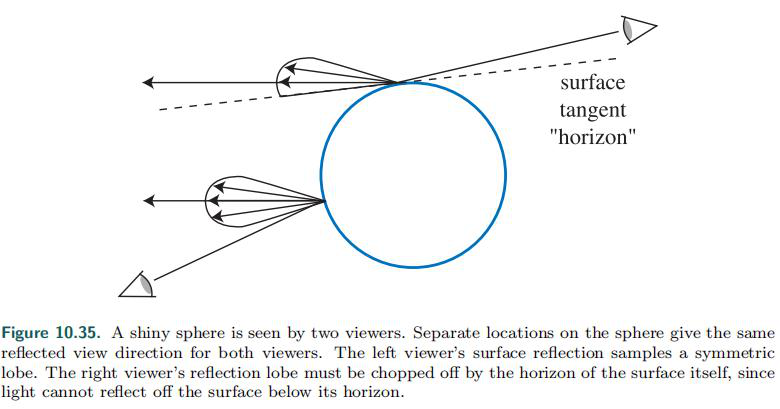 surface
tangent
"horizon"
Figure 10.35. A shiny sphere is seen by two viewers. Separate locations on the sphere give the same
reflected view direction for both viewers. The left viewer's surface reflection samples a symmetric
lobe. The right viewer's reflection lobe must be chopped off by the horizon of the surface itself, since
light cannot reflect off the surface below its horizon.